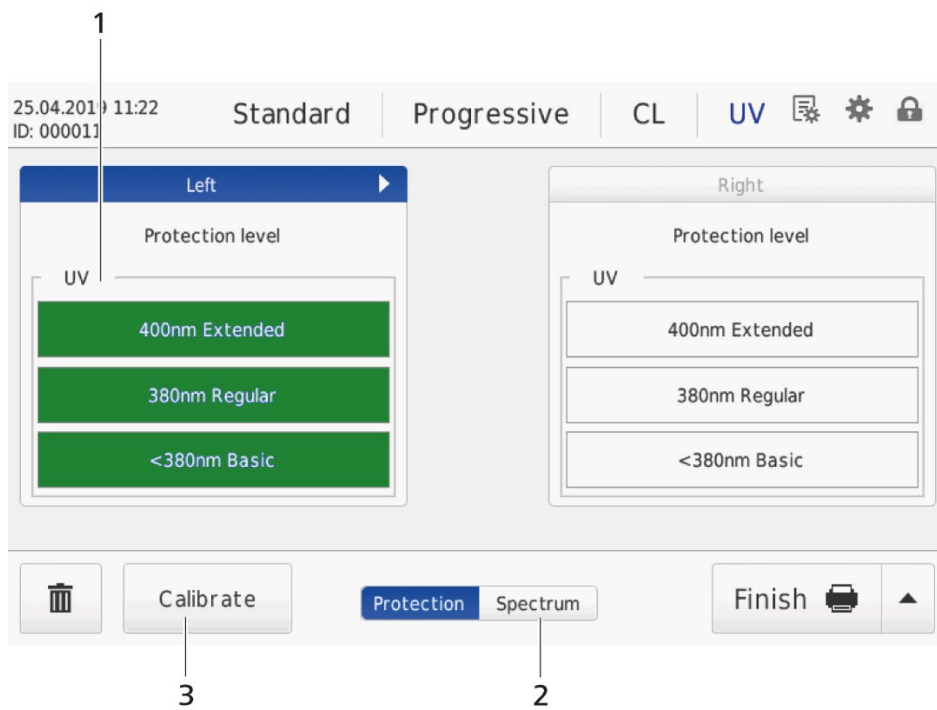 1
25.04.2019 11:22
ID: 000011
Standard
Progressive
CL
UV
Left
Right
Protection level
Protection level
UV
UV
400nm Extended
400nm Extended
380nm Regular
380nm Regular
<380nm Basic
<380nm Basic
Calibrate
Protection
Spectrum
Finish
3
2